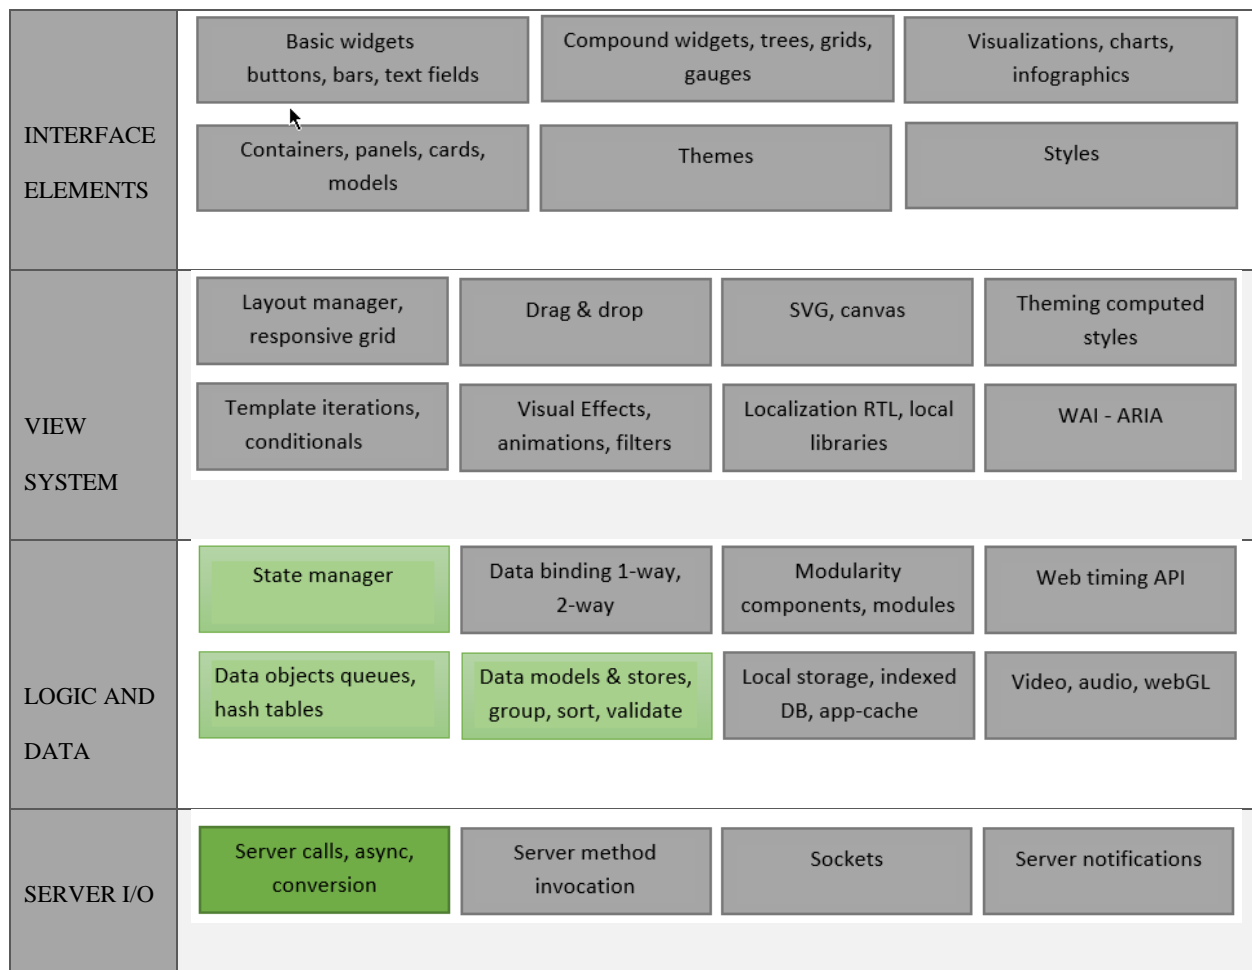 INTERFACE
ELEMENTS
Basic widgets
buttons, bars, text fields
Compound widgets, trees, grids,
gauges
Visualizations, charts,
infographics
Containers, panels, cards,
models
Themes
Styles
VIEW
SYSTEM
Layout manager,
responsive grid
Drag & drop
SVG, canvas
Theming computed
styles
Template iterations,
conditionals
Visual Effects,
animations, filters
Localization RTL, local
libraries
WAI - ARIA
LOGIC AND
DATA
State manager
Data binding 1-way,
2-way
Modularity
components, modules
Web timing API
Data objects queues,
hash tables
Data models & stores,
group, sort, validate
Local storage, indexed
DB, app-cache
Video, audio, webGL
SERVER I/O
Server calls, async,
conversion
Server method
invocation
Sockets
Server notifications